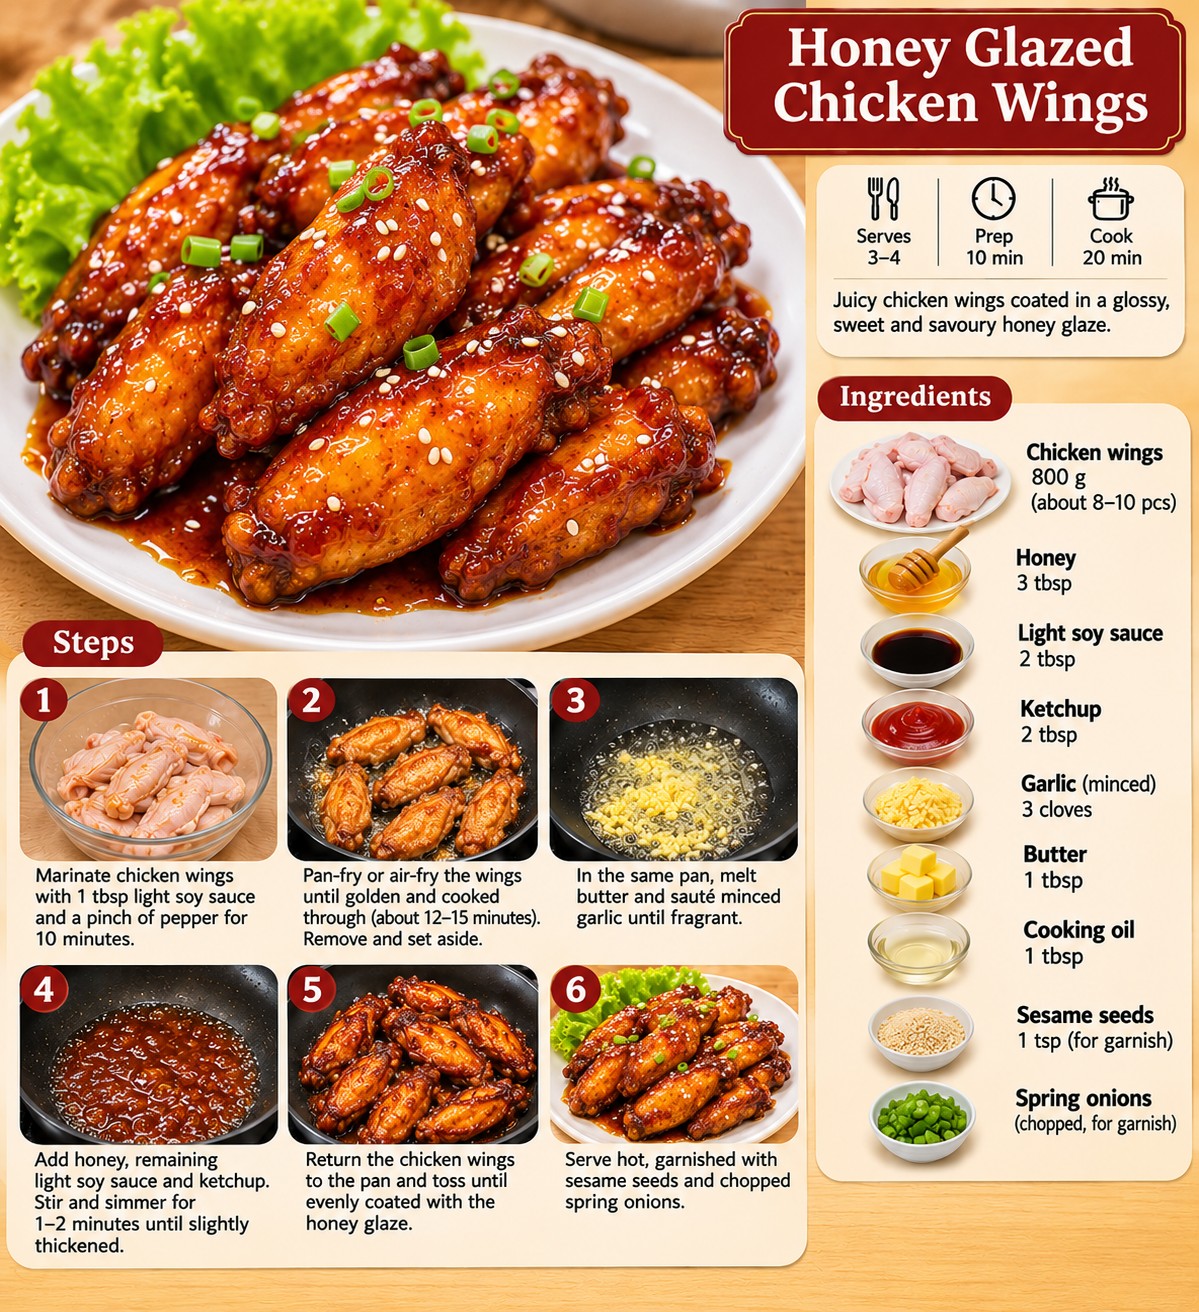 Honey Glazed
Chicken Wings
Serves
3–4
Prep
10 min
Cook
20 min
Juicy chicken wings coated in a glossy,
sweet and savoury honey glaze.
Ingredients
Chicken wings
800 g
(about 8–10 pcs)
Honey
3 tbsp
Light soy sauce
2 tbsp
Ketchup
2 tbsp
Garlic (minced)
3 cloves
Butter
1 tbsp
Cooking oil
1 tbsp
Sesame seeds
1 tsp (for garnish)
Spring onions
(chopped, for garnish)
Steps
1
Marinate chicken wings
with 1 tbsp light soy sauce
and a pinch of pepper for
10 minutes.
2
Pan-fry or air-fry the wings
until golden and cooked
through (about 12–15 minutes).
Remove and set aside.
3
In the same pan, melt
butter and sauté minced
garlic until fragrant.
4
Add honey, remaining
light soy sauce and ketchup.
Stir and simmer for
1–2 minutes until slightly
thickened.
5
Return the chicken wings
to the pan and toss until
evenly coated with the
honey glaze.
6
Serve hot, garnished with
sesame seeds and chopped
spring onions.